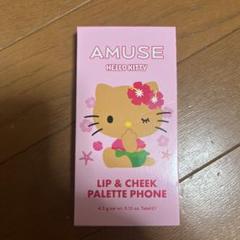 AMUSE
HELLO KITTY
LIP & CHEEK
PALETTE PHONE